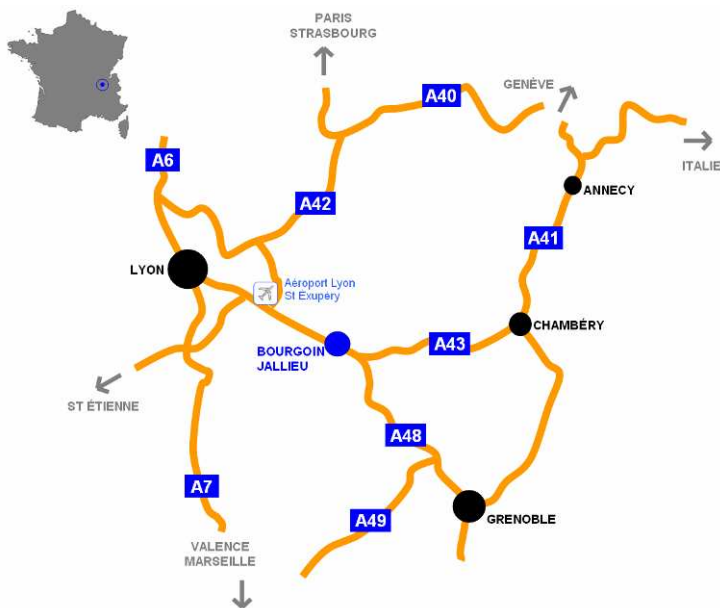 PARIS
STRASBOURG
A40
GENÈVE
A6
ITALIE
ANNECY
A42
A41
LYON
Aéroport Lyon
St Exupéry
CHAMBÉRY
BOURGOIN
JALLIEU
A43
ST ÉTIENNE
A48
A7
A49
GRENOBLE
VALENCE
MARSEILLE